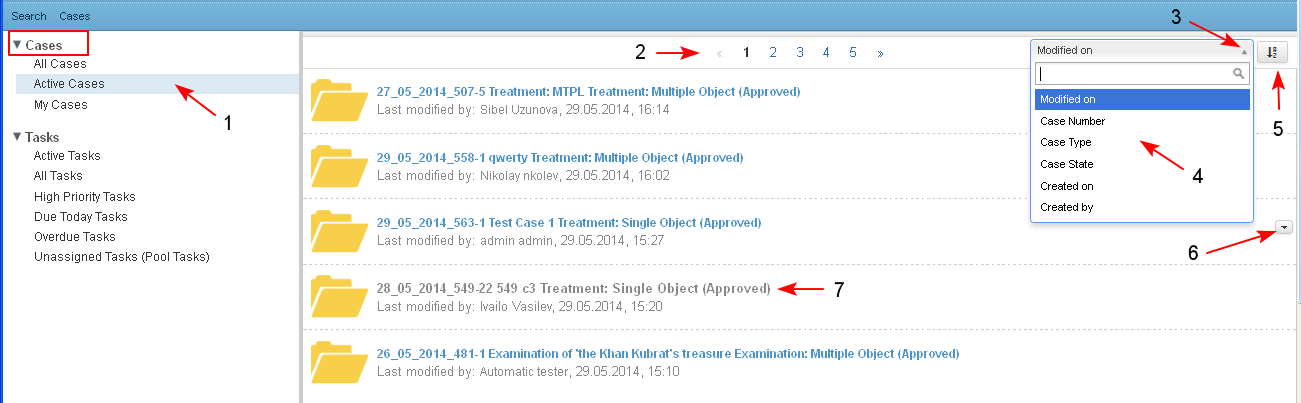 Search Cases
Cases
All Cases
Active Cases
My Cases
1
Tasks
Active Tasks
All Tasks
High Priority Tasks
Due Today Tasks
Overdue Tasks
Unassigned Tasks (Pool Tasks)
2 « 1 2 3 4 5 »
3
Modified on
Modified on
Case Number
Case Type
Case State
Created on
Created by
4
5
6
27_05_2014_507-5 Treatment: MTPL Treatment: Multiple Object (Approved)
Last modified by: Sibel Uzunova, 29.05.2014, 16:14
29_05_2014_558-1 qwerty Treatment: Multiple Object (Approved)
Last modified by: Nikolay nkolev, 29.05.2014, 16:02
29_05_2014_563-1 Test Case 1 Treatment: Single Object (Approved)
Last modified by: admin admin, 29.05.2014, 15:27
28_05_2014_549-22 549 c3 Treatment: Single Object (Approved)
7
Last modified by: Ivailo Vasilev, 29.05.2014, 15:20
26_05_2014_481-1 Examination of 'the Khan Kubrat's treasure Examination: Multiple Object (Approved)
Last modified by: Automatic tester, 29.05.2014, 15:10